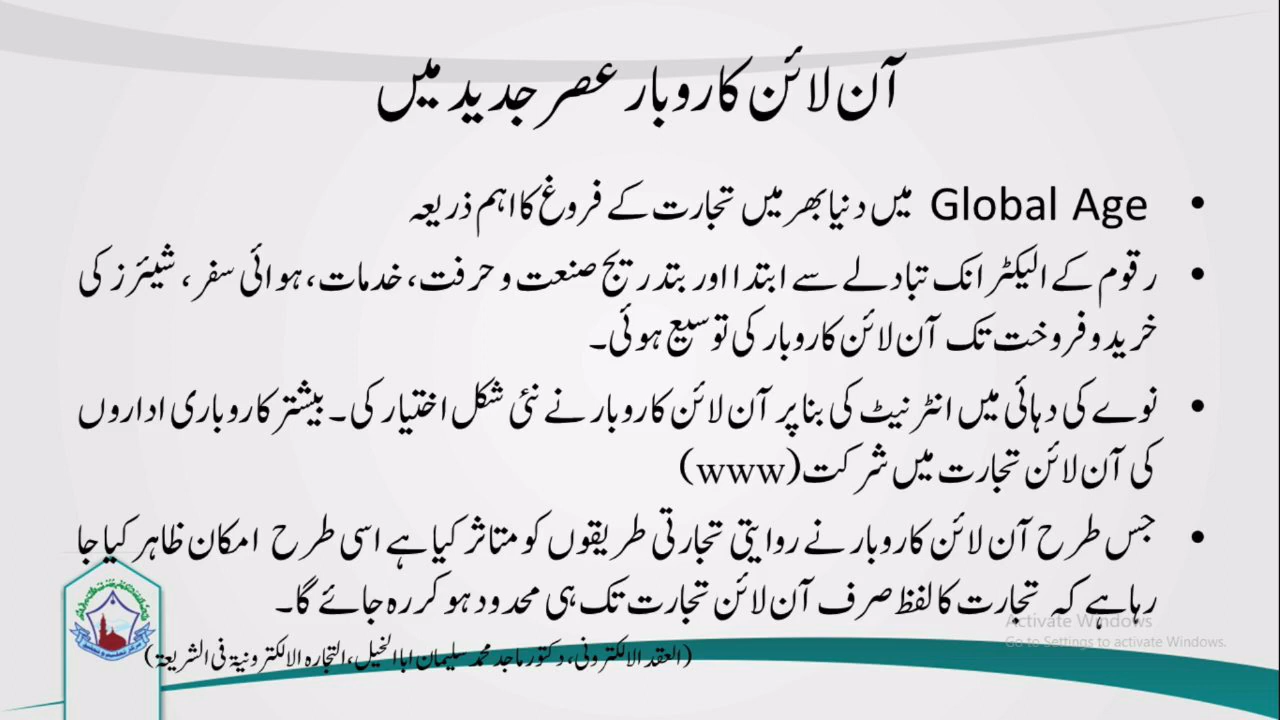 آن لائن کاروبار عصر جدید میں
• Global Age میں دنیا بھر میں تجارت کے فروغ کا اہم ذریعہ
• رقوم کے الیکٹرانک تبادلے سے ابتدا اور بتدریج صنعت و حرفت، خدمات، ہوائی سفر، شیئرز کی
خرید و فروخت تک آن لائن کاروبار کی توسیع ہوئی۔
• نوے کی دہائی میں انٹرنیٹ کی بنا پر آن لائن کاروبار نے نئی شکل اختیار کی۔ بیشتر کاروباری اداروں
کی آن لائن تجارت میں شرکت (www)
• جس طرح آن لائن کاروبار نے روایتی تجارتی طریقوں کو متاثر کیا ہے اسی طرح امکان ظاہر کیا جا
رہا ہے کہ تجارت کا لفظ صرف آن لائن تجارت تک ہی محدود ہو کر رہ جائے گا۔
Activate Windows
Go to Settings to activate Windows.
(العقد الالکترونی، دکتور ماجد محمد سلیمان ابا الخیل، التجارہ الالکترونیۃ فی الشریعۃ)